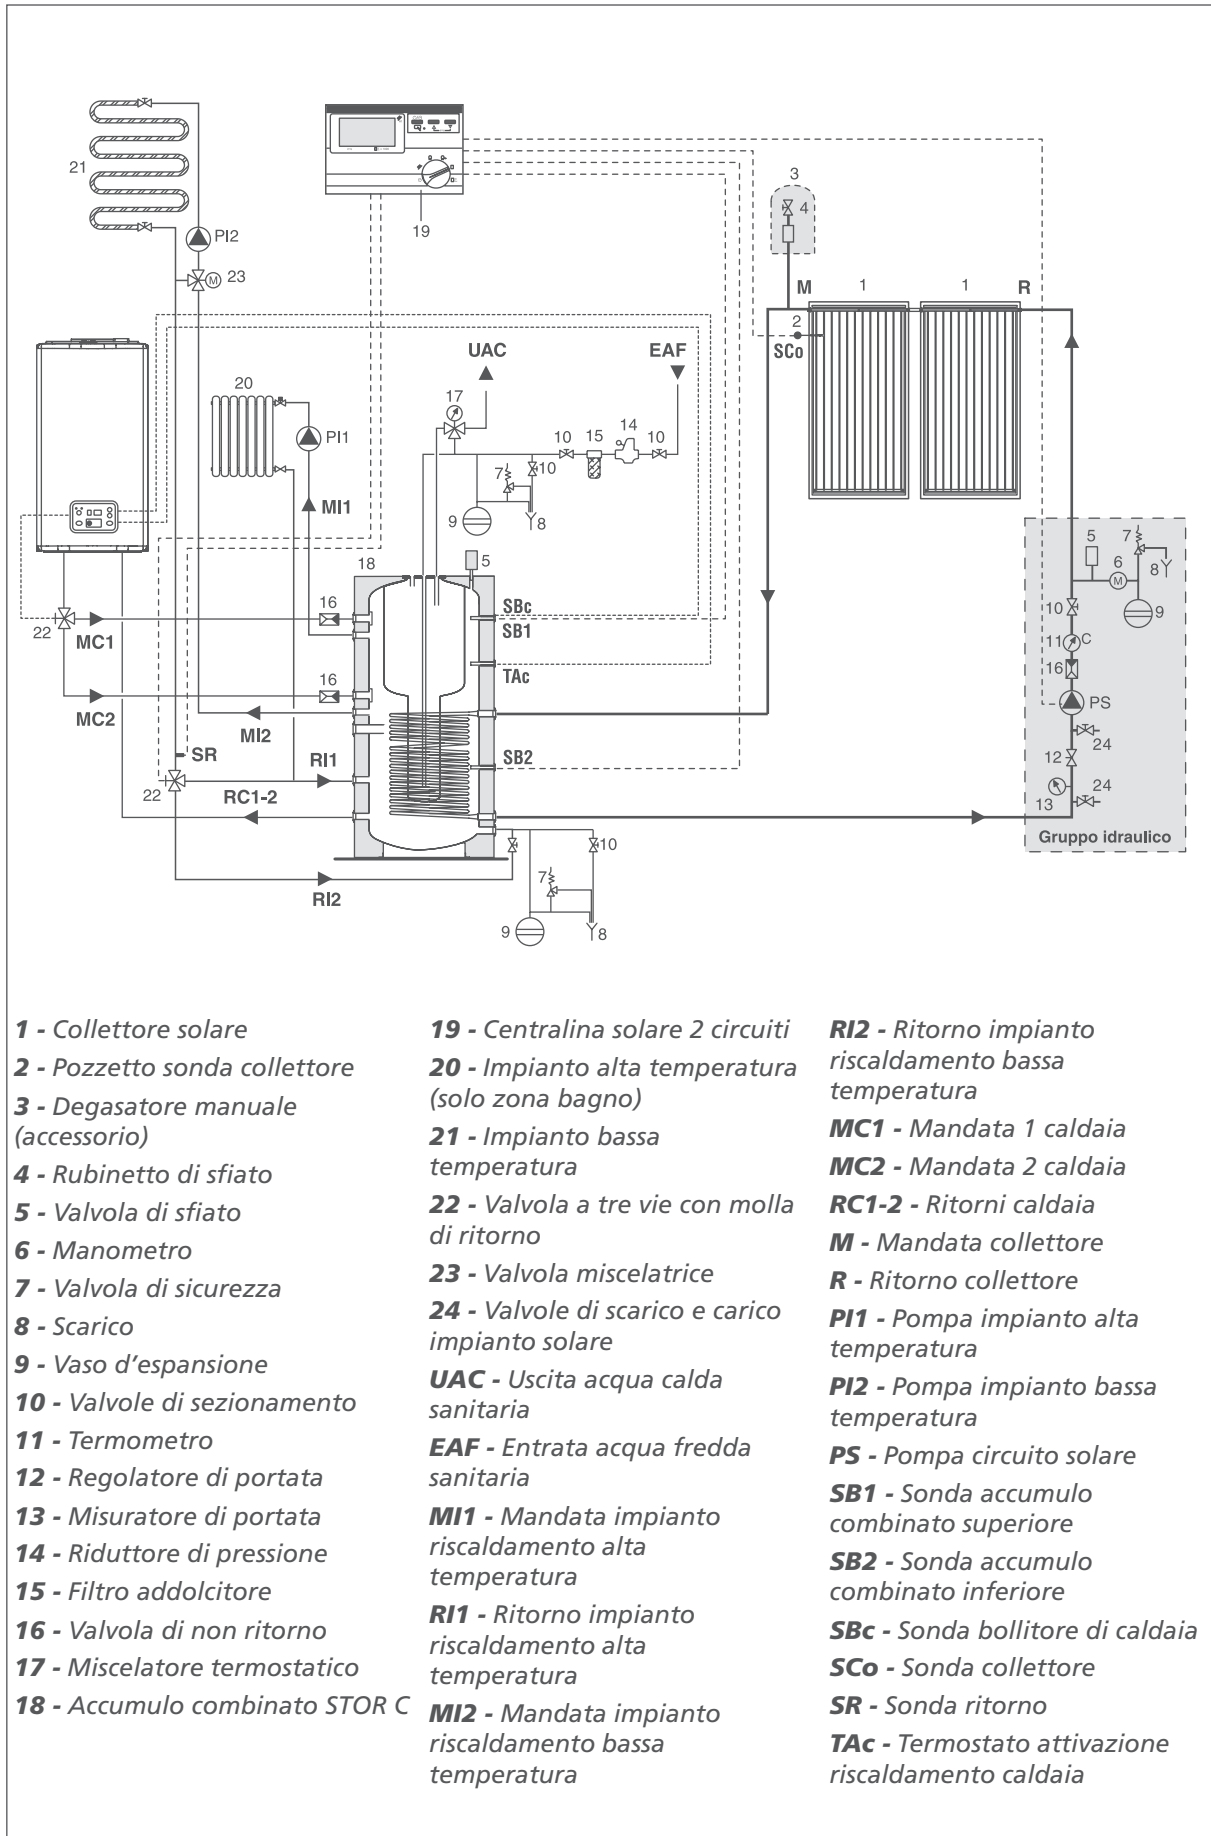 21
PI2
M
23
19
3
4
M
1
1
R
2
SCo
UAC
EAF
20
17
PI1
10
15
14
10
7
10
MI1
9
8
18
5
16
SBc
SB1
22
MC1
TAc
16
MC2
MI2
SR
RI1
SB2
22
RC1-2
10
7
RI2
9
8
5
7
6
M
8
10
9
11
C
16
PS
24
12
13
24
Gruppo idraulico
1 - Collettore solare
2 - Pozzetto sonda collettore
3 - Degasatore manuale
(accessorio)
4 - Rubinetto di sfiato
5 - Valvola di sfiato
6 - Manometro
7 - Valvola di sicurezza
8 - Scarico
9 - Vaso d’espansione
10 - Valvole di sezionamento
11 - Termometro
12 - Regolatore di portata
13 - Misuratore di portata
14 - Riduttore di pressione
15 - Filtro addolcitore
16 - Valvola di non ritorno
17 - Miscelatore termostatico
18 - Accumulo combinato STOR C
19 - Centralina solare 2 circuiti
20 - Impianto alta temperatura
(solo zona bagno)
21 - Impianto bassa
temperatura
22 - Valvola a tre vie con molla
di ritorno
23 - Valvola miscelatrice
24 - Valvole di scarico e carico
impianto solare
UAC - Uscita acqua calda
sanitaria
EAF - Entrata acqua fredda
sanitaria
MI1 - Mandata impianto
riscaldamento alta
temperatura
RI1 - Ritorno impianto
riscaldamento alta
temperatura
MI2 - Mandata impianto
riscaldamento bassa
temperatura
RI2 - Ritorno impianto
riscaldamento bassa
temperatura
MC1 - Mandata 1 caldaia
MC2 - Mandata 2 caldaia
RC1-2 - Ritorni caldaia
M - Mandata collettore
R - Ritorno collettore
PI1 - Pompa impianto alta
temperatura
PI2 - Pompa impianto bassa
temperatura
PS - Pompa circuito solare
SB1 - Sonda accumulo
combinato superiore
SB2 - Sonda accumulo
combinato inferiore
SBc - Sonda bollitore di caldaia
SCo - Sonda collettore
SR - Sonda ritorno
TAc - Termostato attivazione
riscaldamento caldaia